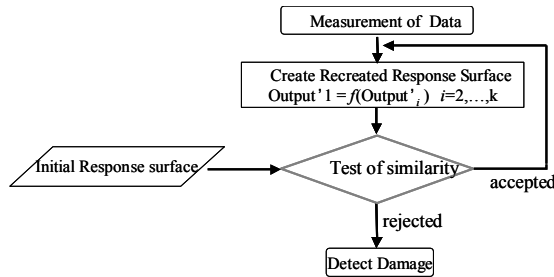 Measurement of Data
Create Recreated Response Surface
Output'1 = f(Output'i) i=2,...,k
Initial Response surface
Test of similarity
accepted
rejected
Detect Damage